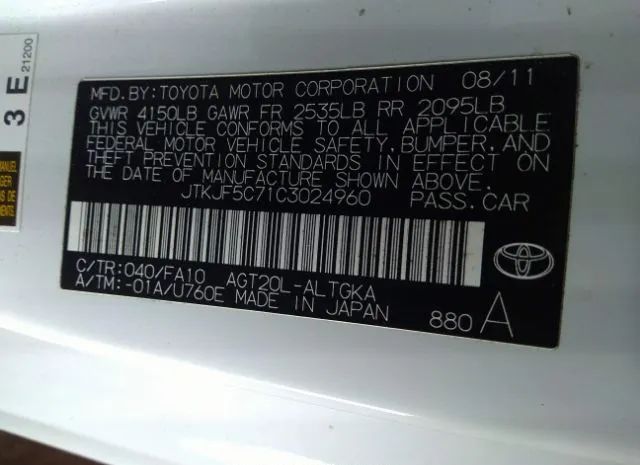 3 E
21200
MANUEL
MFD.BY:TOYOTA MOTOR CORPORATION 08/11
GVWR 4150LB GAWR FR 2535LB RR 2095LB
THIS VEHICLE CONFORMS TO ALL APPLICABLE
FEDERAL MOTOR VEHICLE SAFETY,BUMPER,AND
THEFT PREVENTION STANDARDS IN EFFECT ON
THE DATE OF MANUFACTURE SHOWN ABOVE.
JTKJF5C71C3024960 PASS.CAR
C/TR:040/FA10 AGT20L-ALTGKA
A/TM:-01A/U760E MADE IN JAPAN
880 A